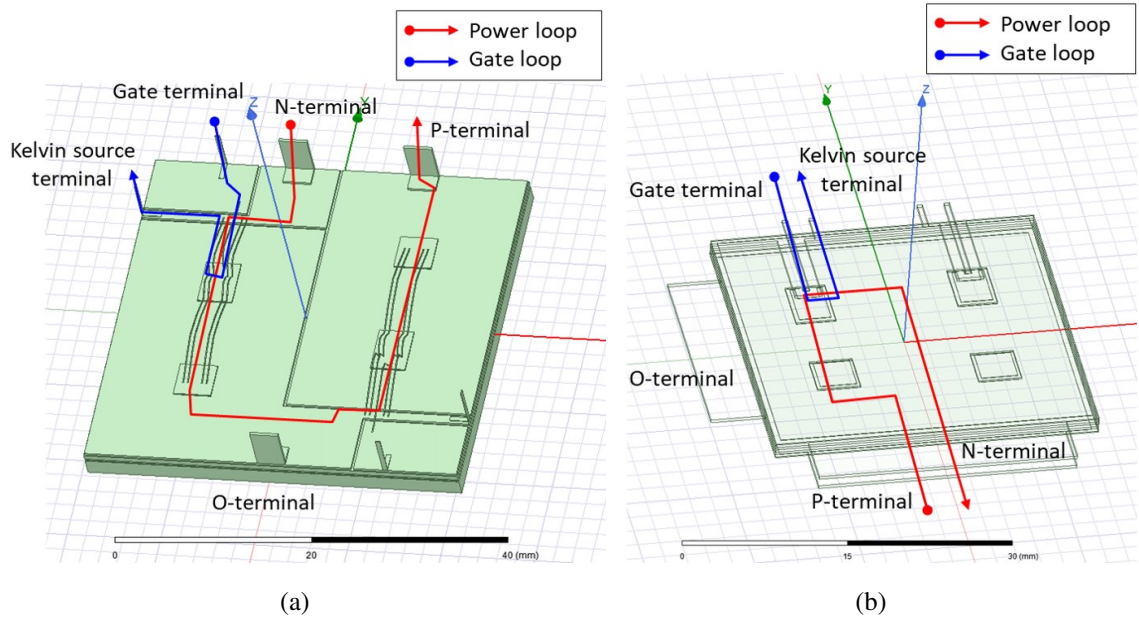 Power loop
Gate loop
Gate terminal
Z
N-terminal
Y
P-terminal
Kelvin source
terminal
O-terminal
0
20
40 (mm)
(a)
Power loop
Gate loop
Y
Z
Kelvin source
terminal
Gate terminal
O-terminal
N-terminal
P-terminal
0
15
30 (mm)
(b)